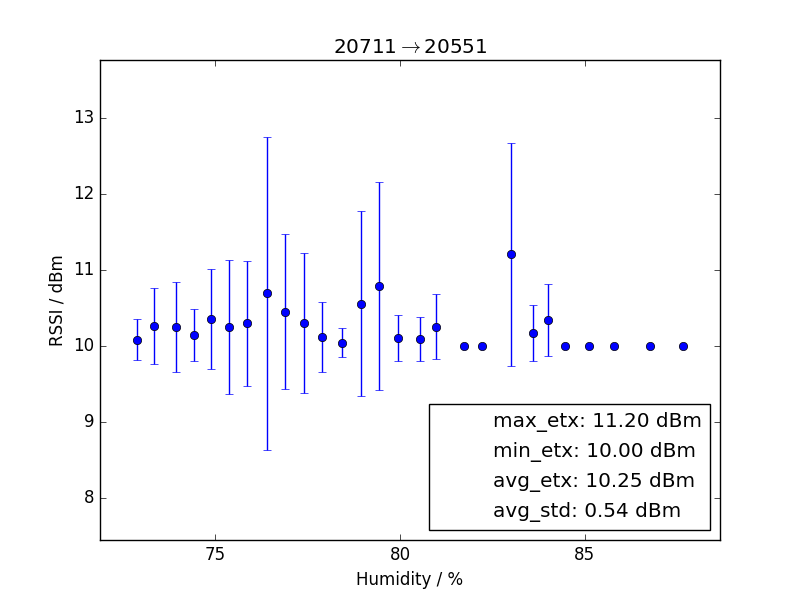 20711→20551
13
12
11
10
9
8
RSSI / dBm
max_etx: 11.20 dBm
min_etx: 10.00 dBm
avg_etx: 10.25 dBm
avg_std: 0.54 dBm
75 80 85
Humidity / %